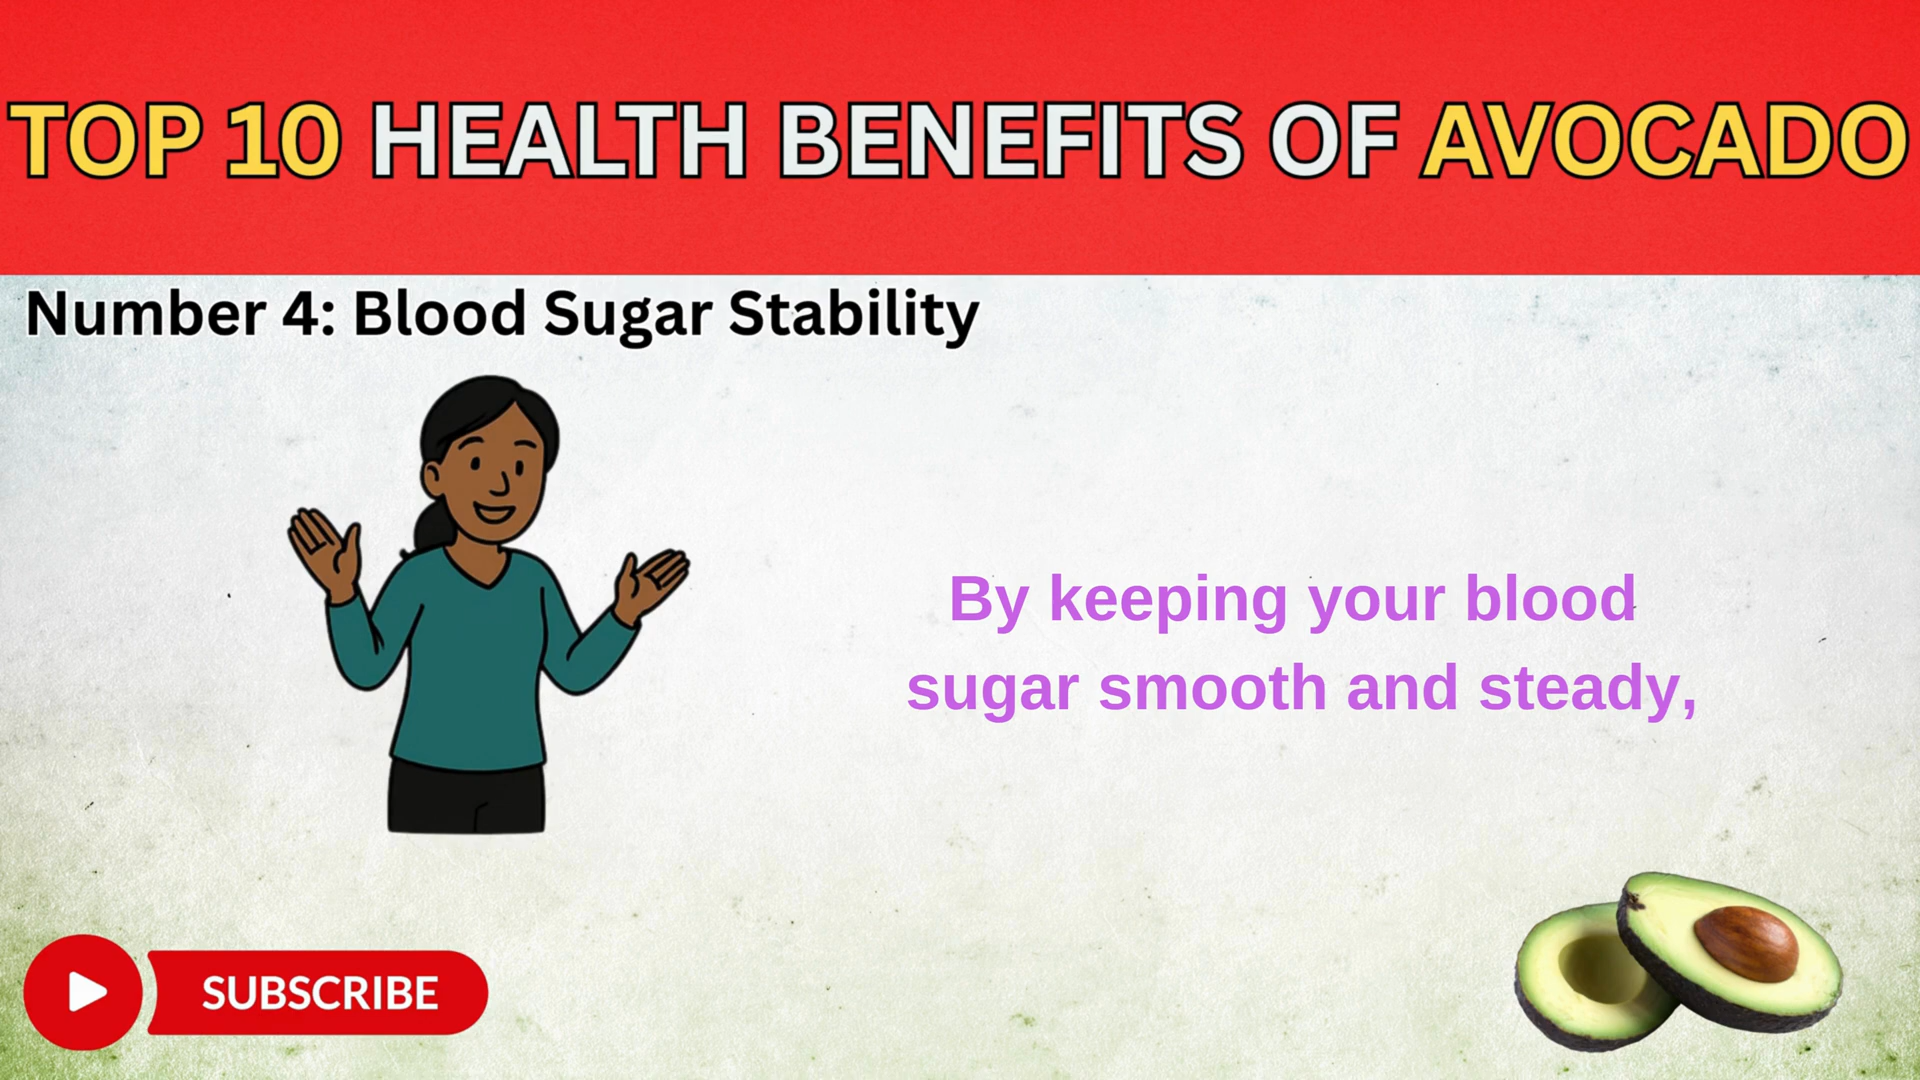 TOP 10 HEALTH BENEFITS OF AVOCADO
Number 4: Blood Sugar Stability
By keeping your blood
sugar smooth and steady,
SUBSCRIBE